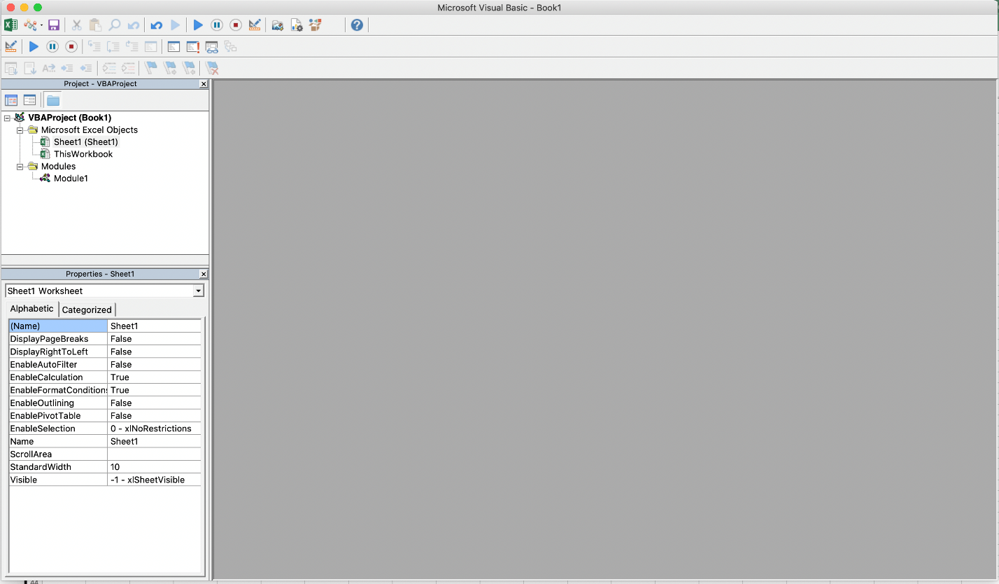 Microsoft Visual Basic - Book1
Project - VBAProject
VBAProject (Book1)
Microsoft Excel Objects
Sheet1 (Sheet1)
ThisWorkbook
Modules
Module1
Properties - Sheet1
Sheet1 Worksheet
Alphabetic Categorized
(Name) Sheet1
DisplayPageBreaks False
DisplayRightToLeft False
EnableAutoFilter False
EnableCalculation True
EnableFormatConditions True
EnableOutlining False
EnablePivotTable False
EnableSelection 0 - xlNoRestrictions
Name Sheet1
ScrollArea
StandardWidth 10
Visible -1 - xlSheetVisible
44